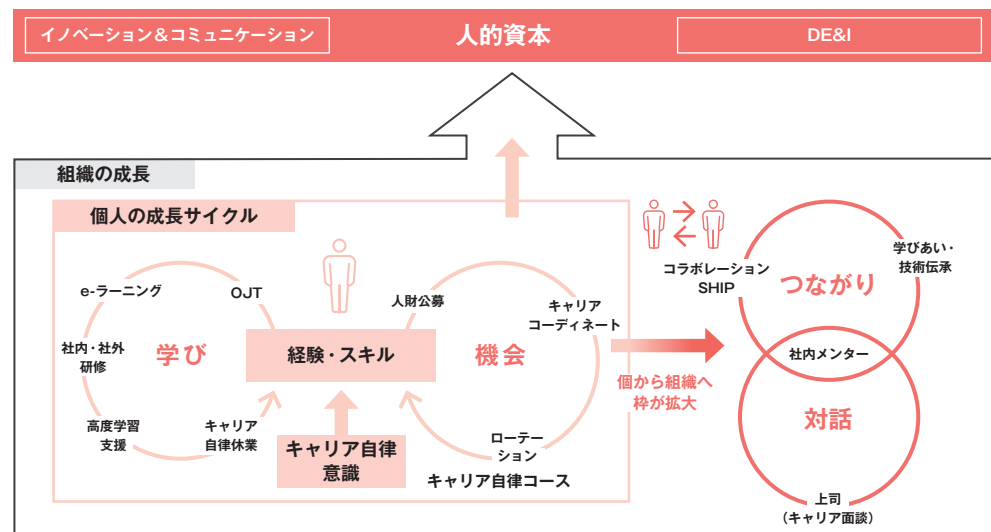 イノベーション&コミュニケーション
人的資本
DE&I
組織の成長
個人の成長サイクル
e-ラーニング
OJT
社内・社外
研修
学び
高度学習
支援
キャリア
自律休業
経験・スキル
キャリア自律
意識
人財公募
キャリア
コーディネート
機会
ローテー
ション
キャリア自律コース
個から組織へ
枠が拡大
コラボレーション
SHIP
つながり
学びあい・
技術伝承
社内メンター
対話
上司
(キャリア面談)